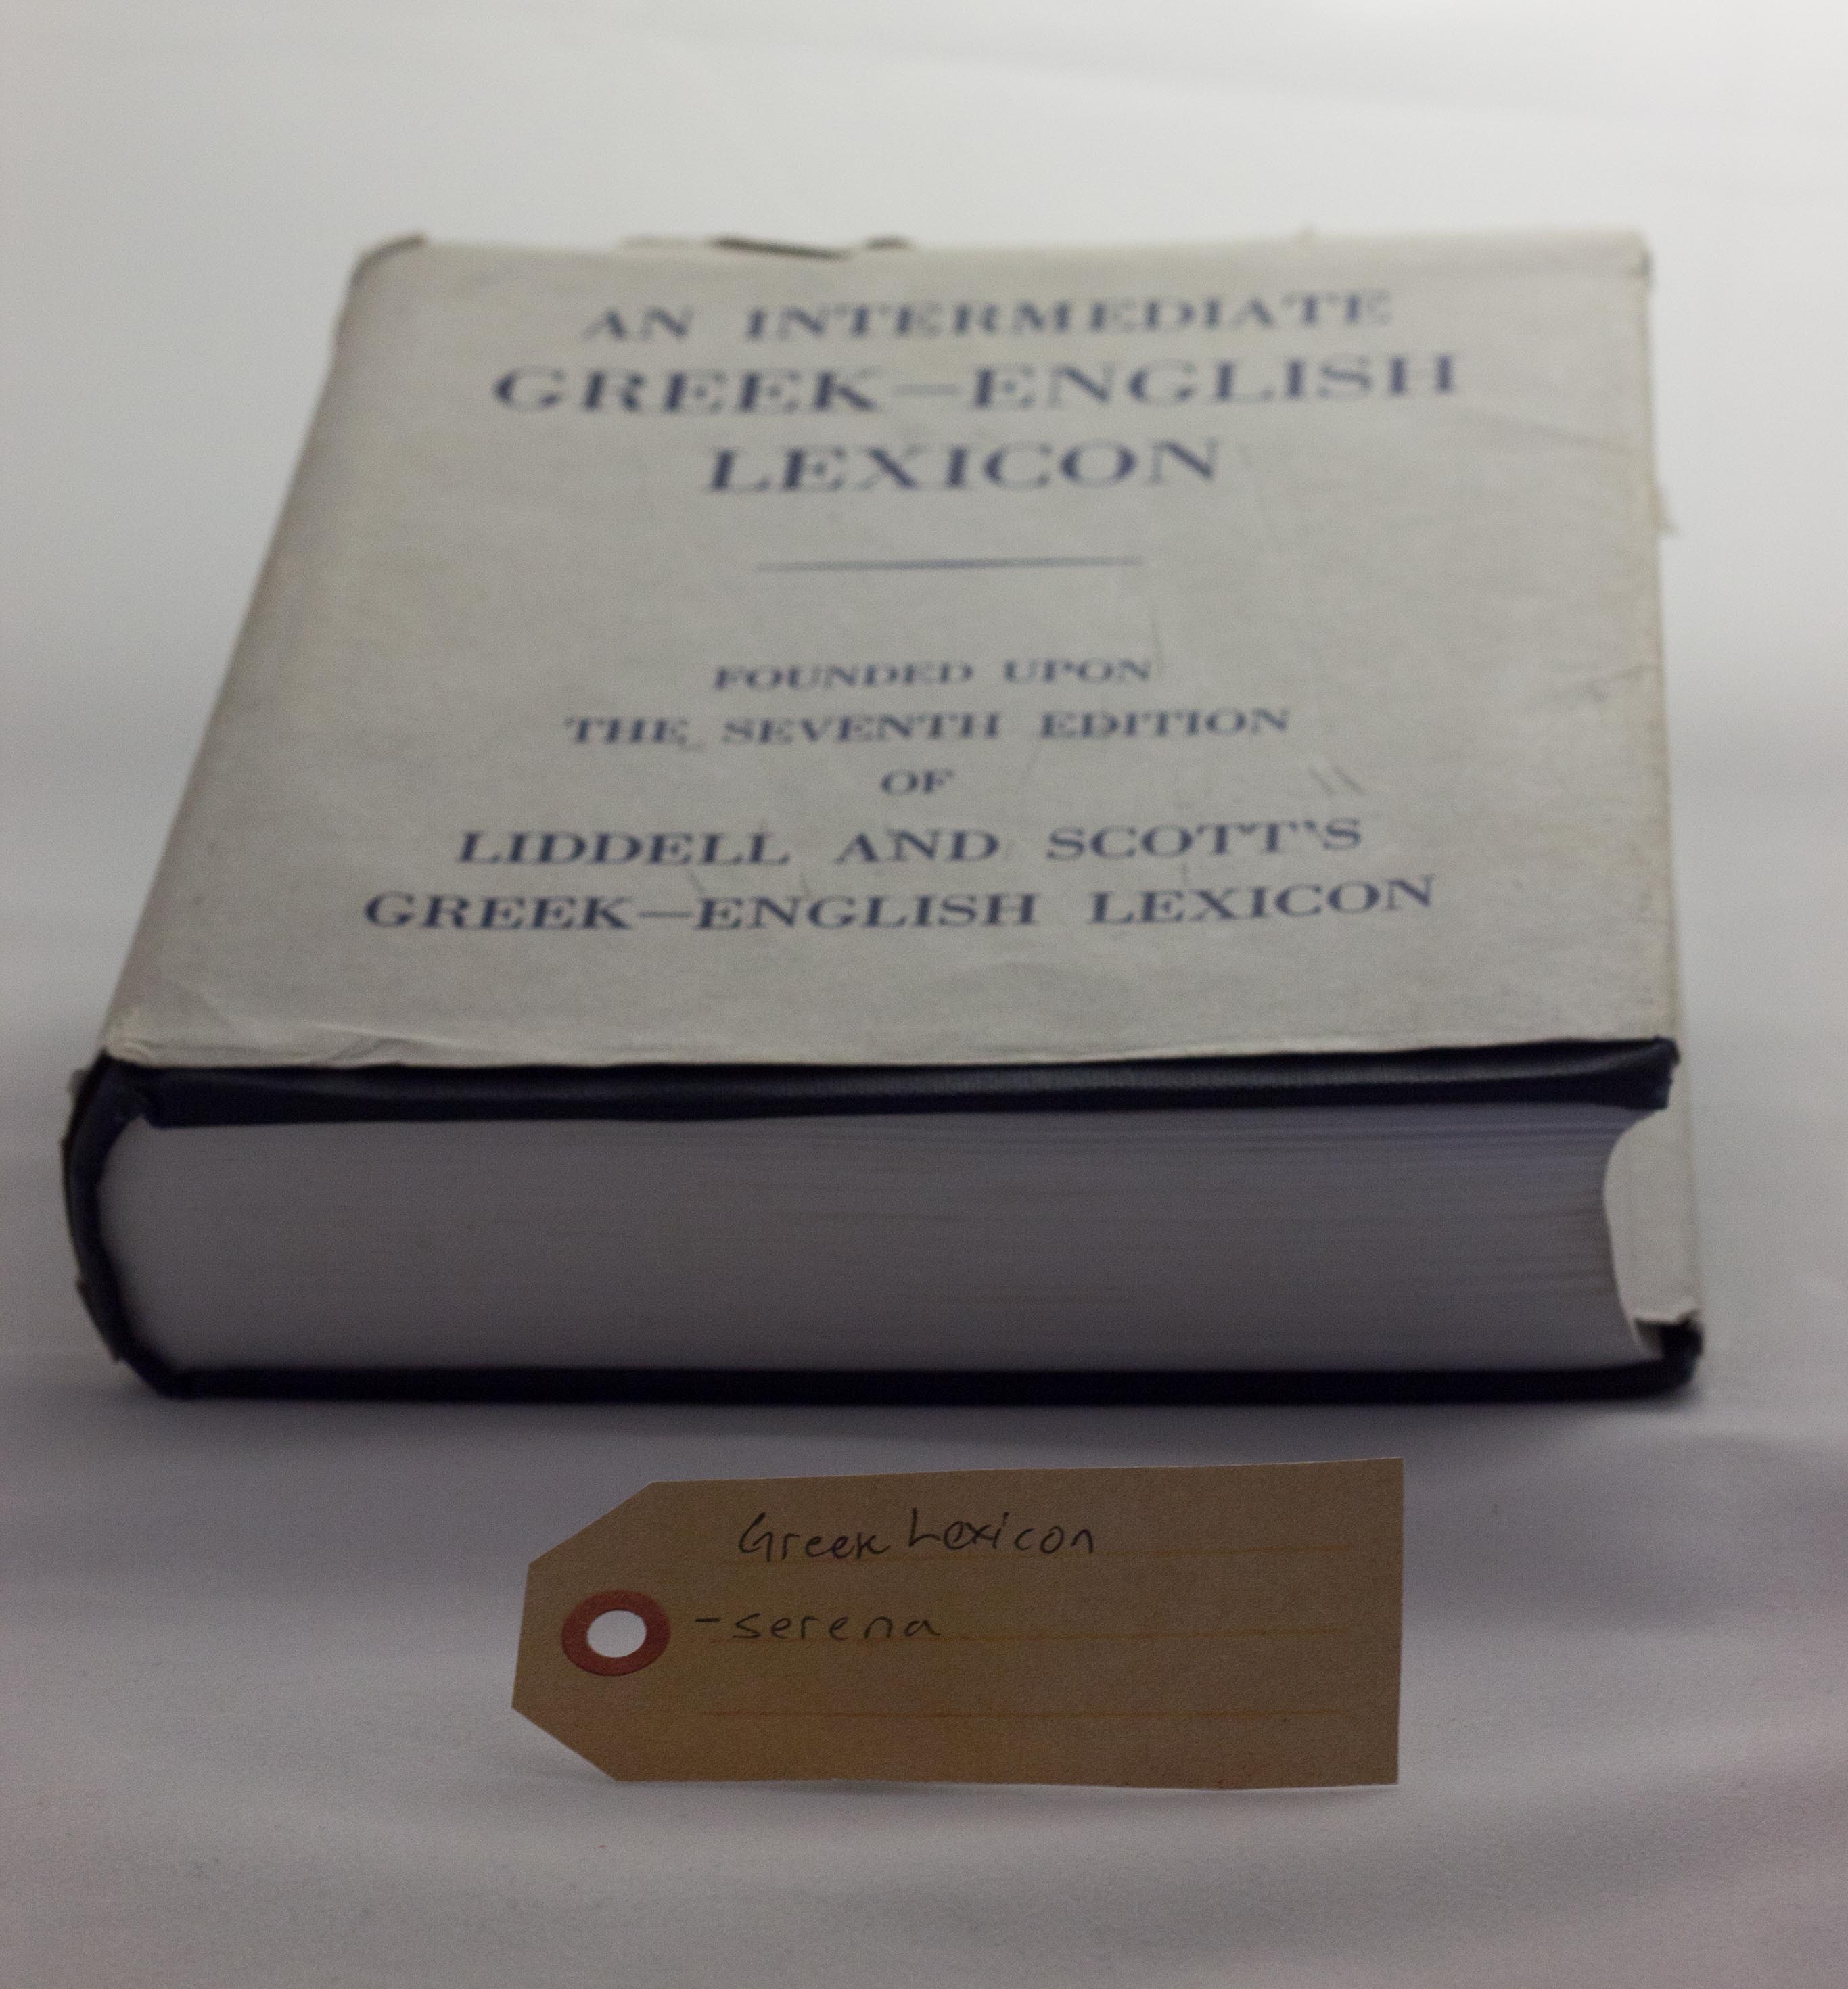 AN INTERMEDIATE
GREEK—ENGLISH
LEXICON
FOUNDED UPON
THE SEVENTH EDITION
OF
LIDDELL AND SCOTT'S
GREEK—ENGLISH LEXICON
Greek Lexicon
- serena